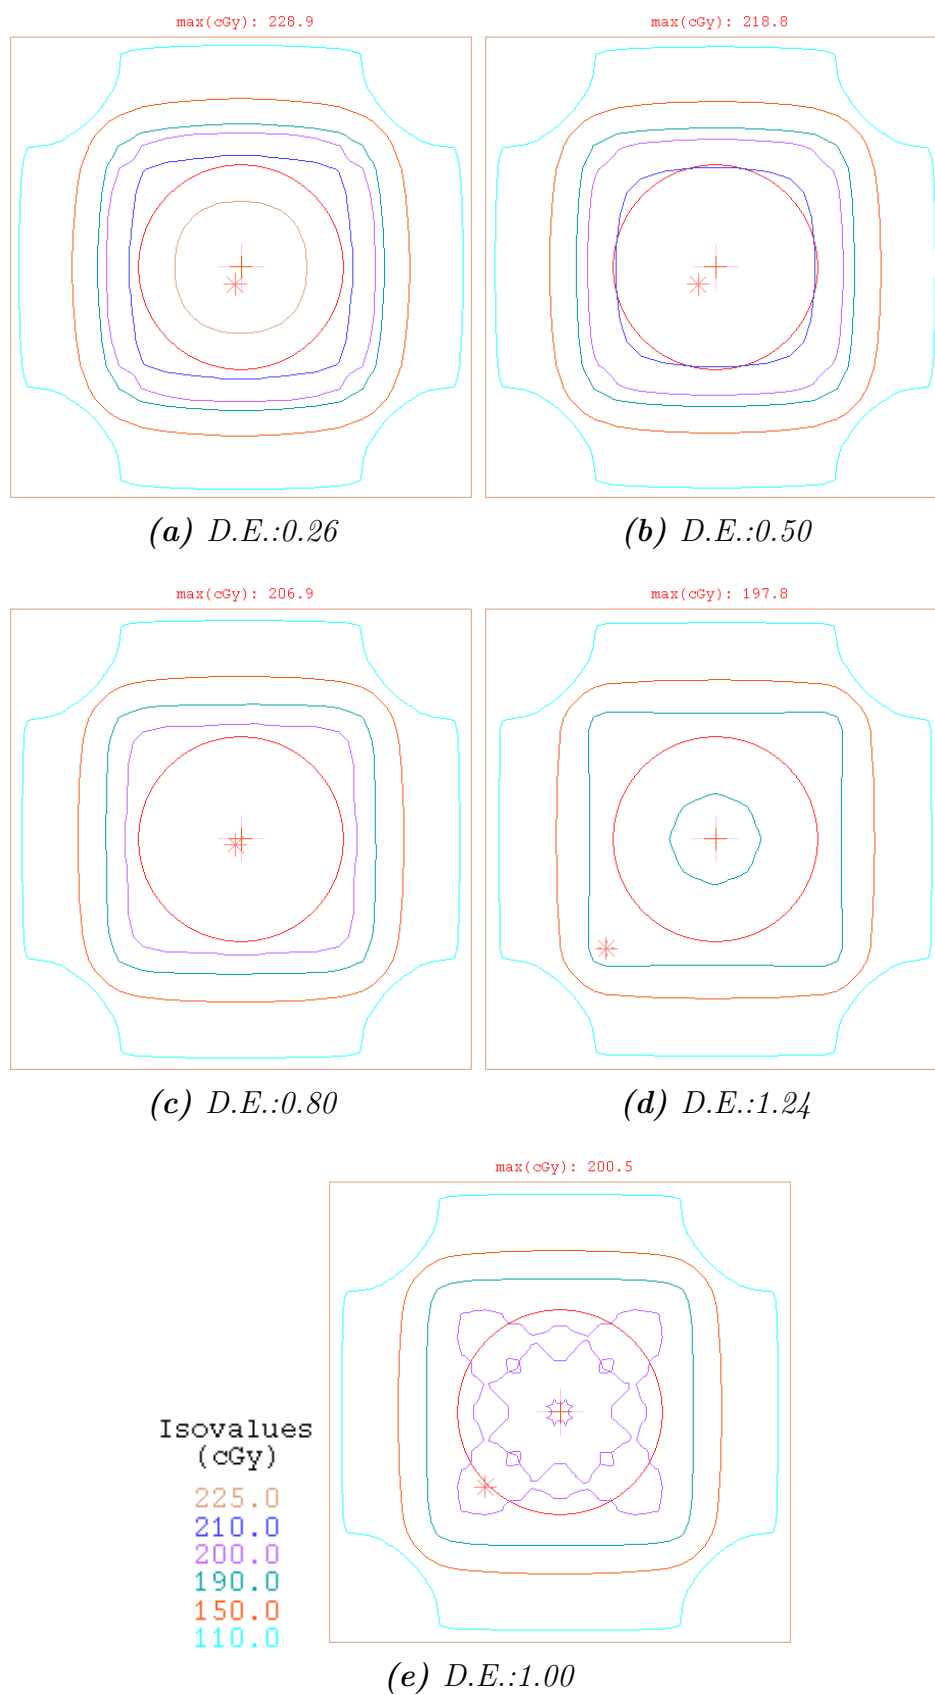 max(cGy): 228.9
max(cGy): 218.8
(a) D.E.:0.26
(b) D.E.:0.50
max(cGy): 206.9
max(cGy): 197.8
(c) D.E.:0.80
(d) D.E.:1.24
max(cGy): 200.5
Isovalues
(cGy)
225.0
210.0
200.0
190.0
150.0
110.0
(e) D.E.:1.00